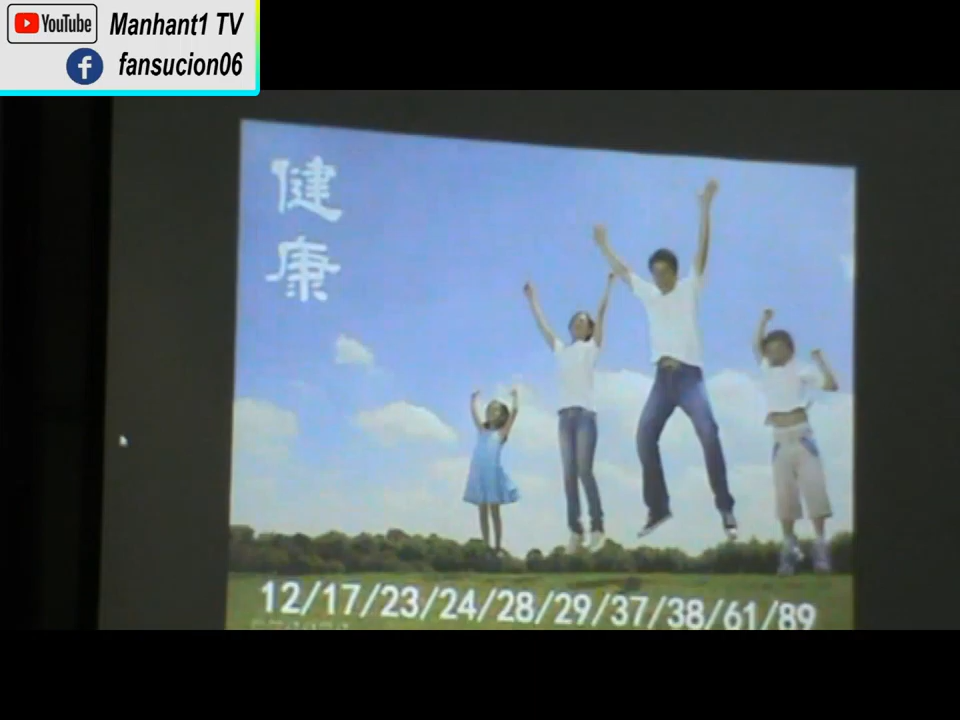 YouTube Manhant1 TV
fansucion06
健
康
12/17/23/24/28/29/37/38/61/89